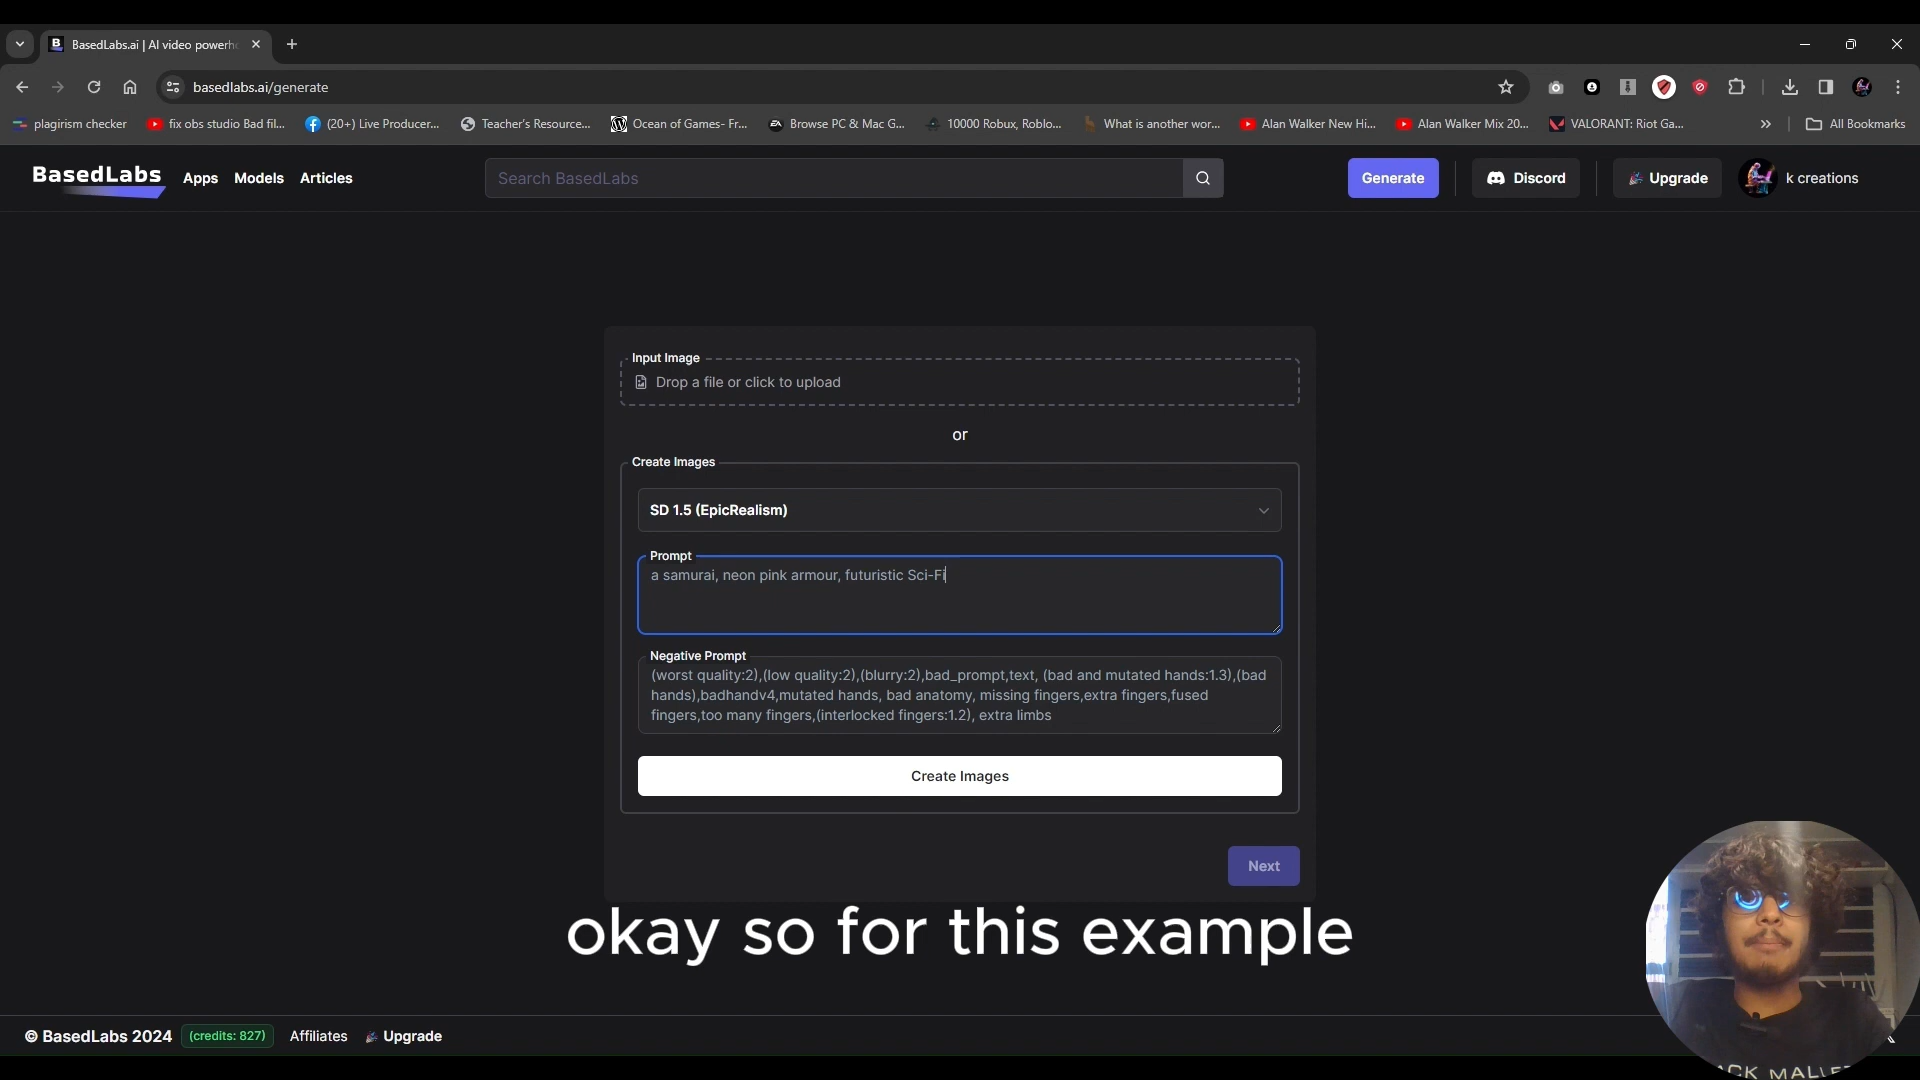 BasedLabs.ai | AI video powerh
basedlabs.ai/generate
plagirism checker
fix obs studio Bad fil...
(20+) Live Producer...
Teacher's Resource...
Ocean of Games- Fr...
Browse PC & Mac G...
10000 Robux, Roblo...
What is another wor...
Alan Walker New Hi...
Alan Walker Mix 20...
VALORANT: Riot Ga...
All Bookmarks
BasedLabs
Apps
Models
Articles
Search BasedLabs
Generate
Discord
Upgrade
k creations
Input Image
Drop a file or click to upload
or
Create Images
SD 1.5 (EpicRealism)
Prompt
a samurai, neon pink armour, futuristic Sci-Fi
Negative Prompt
(worst quality:2),(low quality:2),(blurry:2),bad_prompt,text, (bad and mutated hands:1.3),(bad
hands),badhandv4,mutated hands, bad anatomy, missing fingers,extra fingers,fused
fingers,too many fingers,(interlocked fingers:1.2), extra limbs
Create Images
Next
okay so for this example
© BasedLabs 2024
(credits: 827)
Affiliates
Upgrade